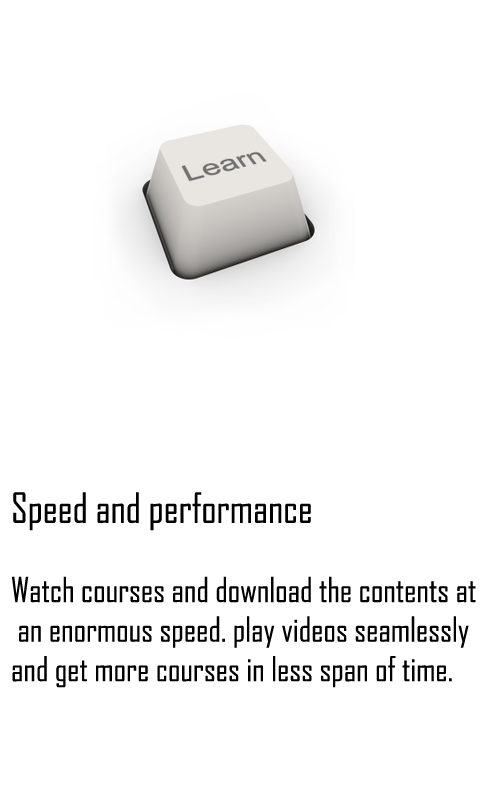 Learn
Speed and performance
Watch courses and download the contents at
an enormous speed. play videos seamlessly
and get more courses in less span of time.